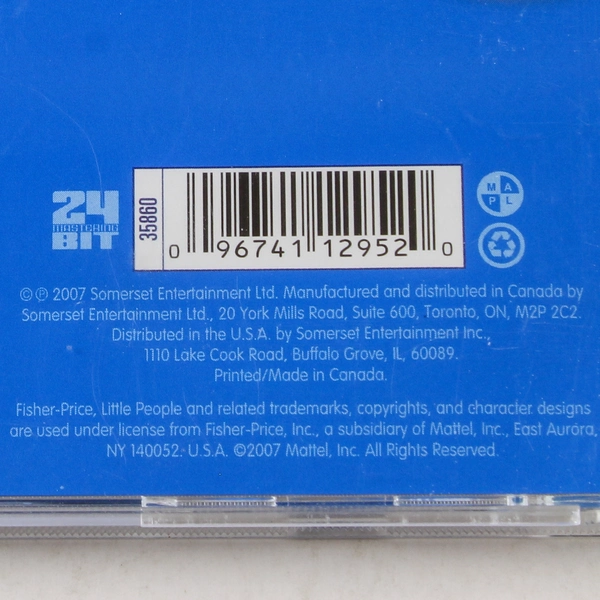 24
MASTERING
BIT
35860
0 96741 12952 0
M A
P L
© ℗ 2007 Somerset Entertainment Ltd. Manufactured and distributed in Canada by
Somerset Entertainment Ltd., 20 York Mills Road, Suite 600, Toronto, ON, M2P 2C2.
Distributed in the U.S.A. by Somerset Entertainment Inc.,
1110 Lake Cook Road, Buffalo Grove, IL, 60089.
Printed/Made in Canada.
Fisher-Price, Little People and related trademarks, copyrights, and character designs
are used under license from Fisher-Price, Inc., a subsidiary of Mattel, Inc., East Aurora,
NY 140052. U.S.A. ©2007 Mattel, Inc. All Rights Reserved.